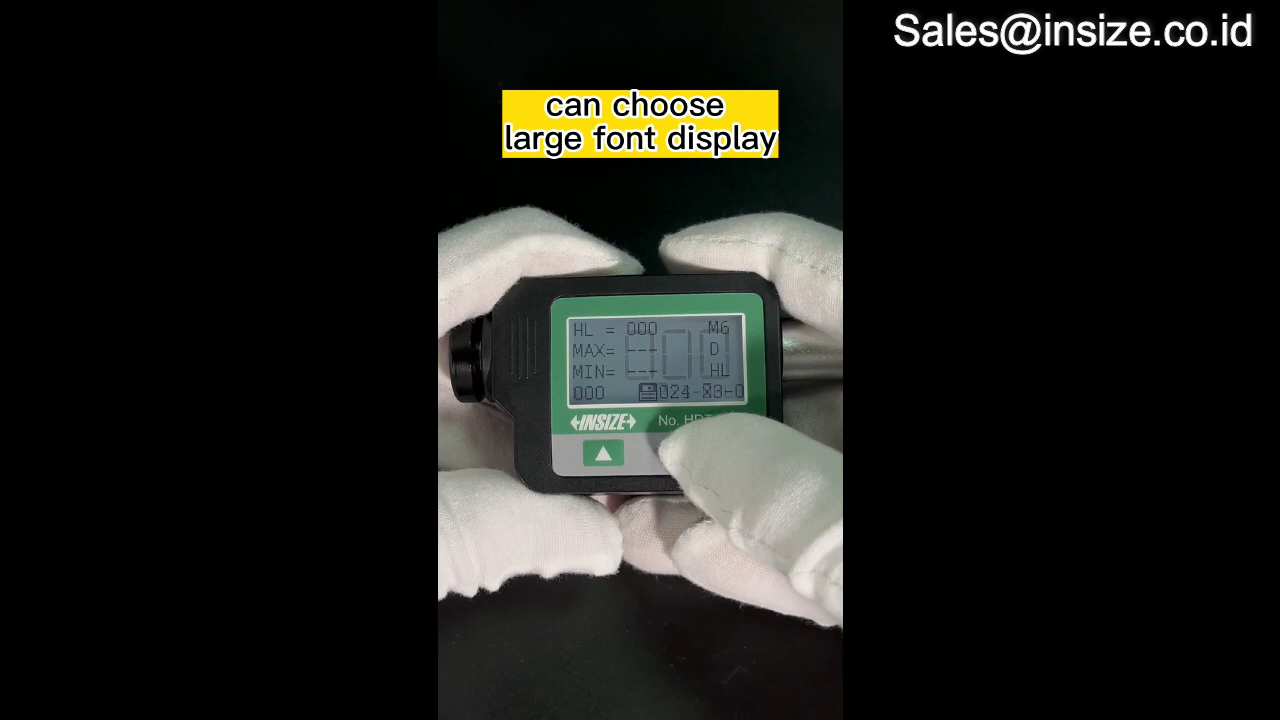 Sales@insize.co.id
can choose
large font display
HL = 000 M6
MAX= --- D
MIN= --- HL
000
INSIZE
No.